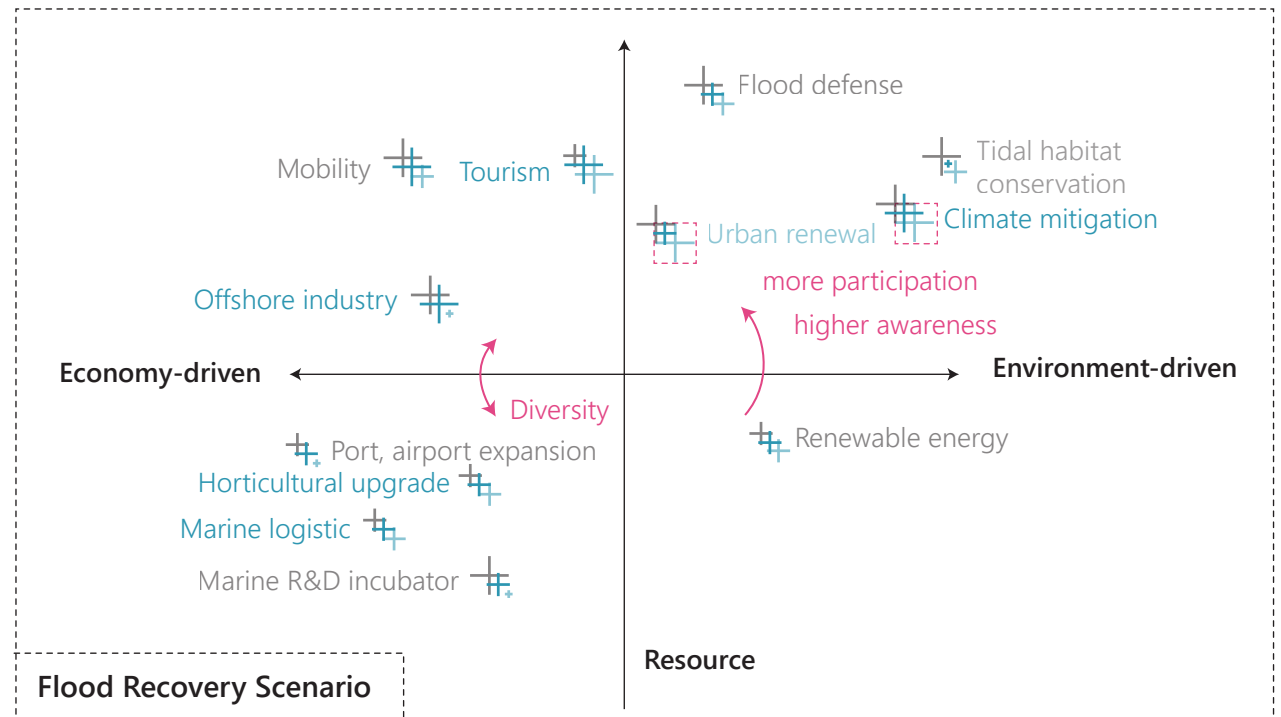 Flood defense
Mobility
Tourism
Tidal habitat
conservation
Climate mitigation
Urban renewal
more participation
Offshore industry
higher awareness
Economy-driven
Environment-driven
Diversity
Renewable energy
Port, airport expansion
Horticultural upgrade
Marine logistic
Marine R&D incubator
Resource
Flood Recovery Scenario